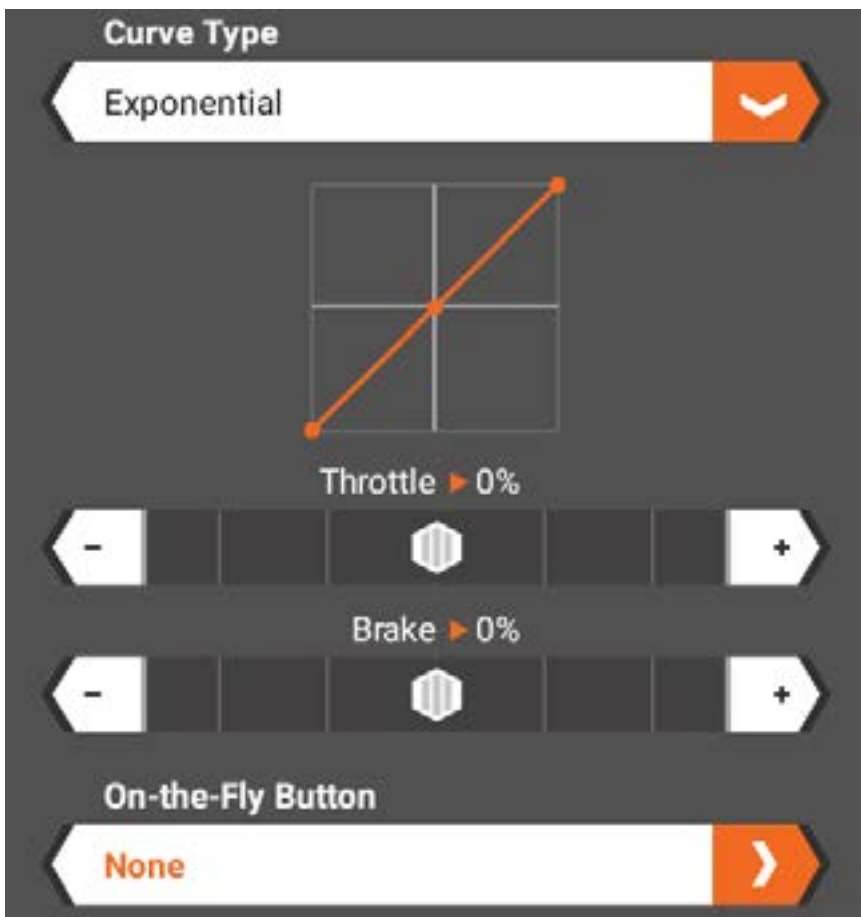 Curve Type
Exponential
Throttle ▶ 0%
- +
Brake ▶ 0%
- +
On-the-Fly Button
None